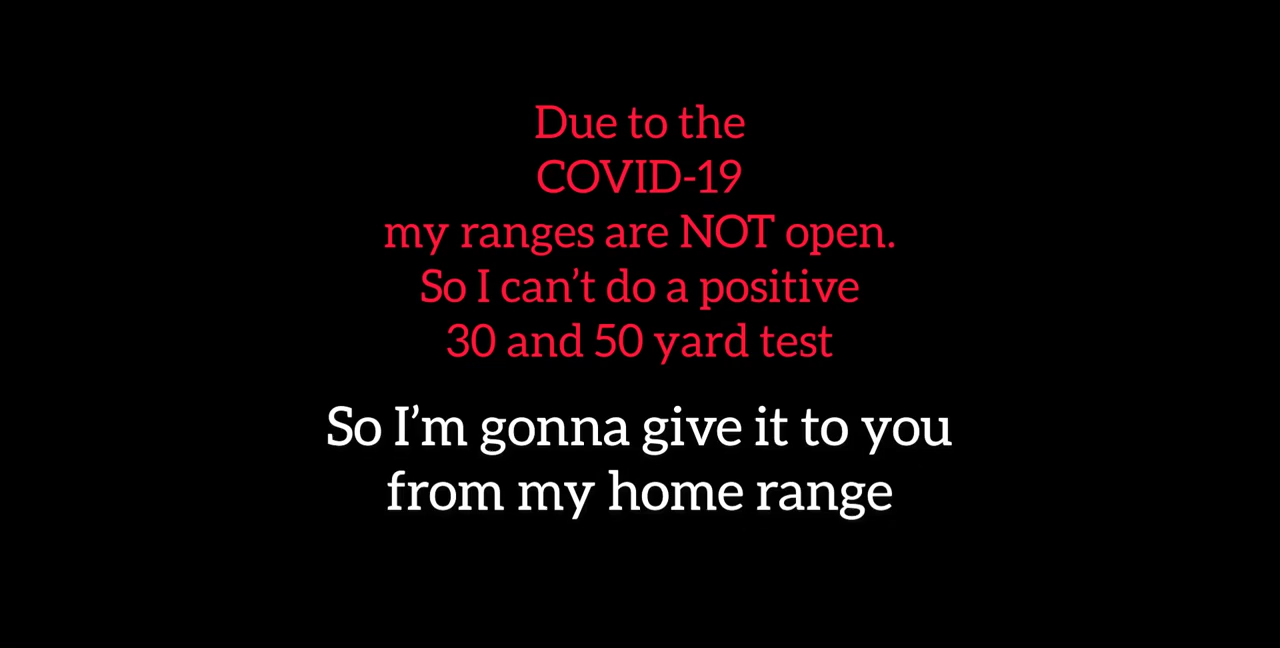 Due to the
COVID-19
my ranges are NOT open.
So I can’t do a positive
30 and 50 yard test
So I’m gonna give it to you
from my home range